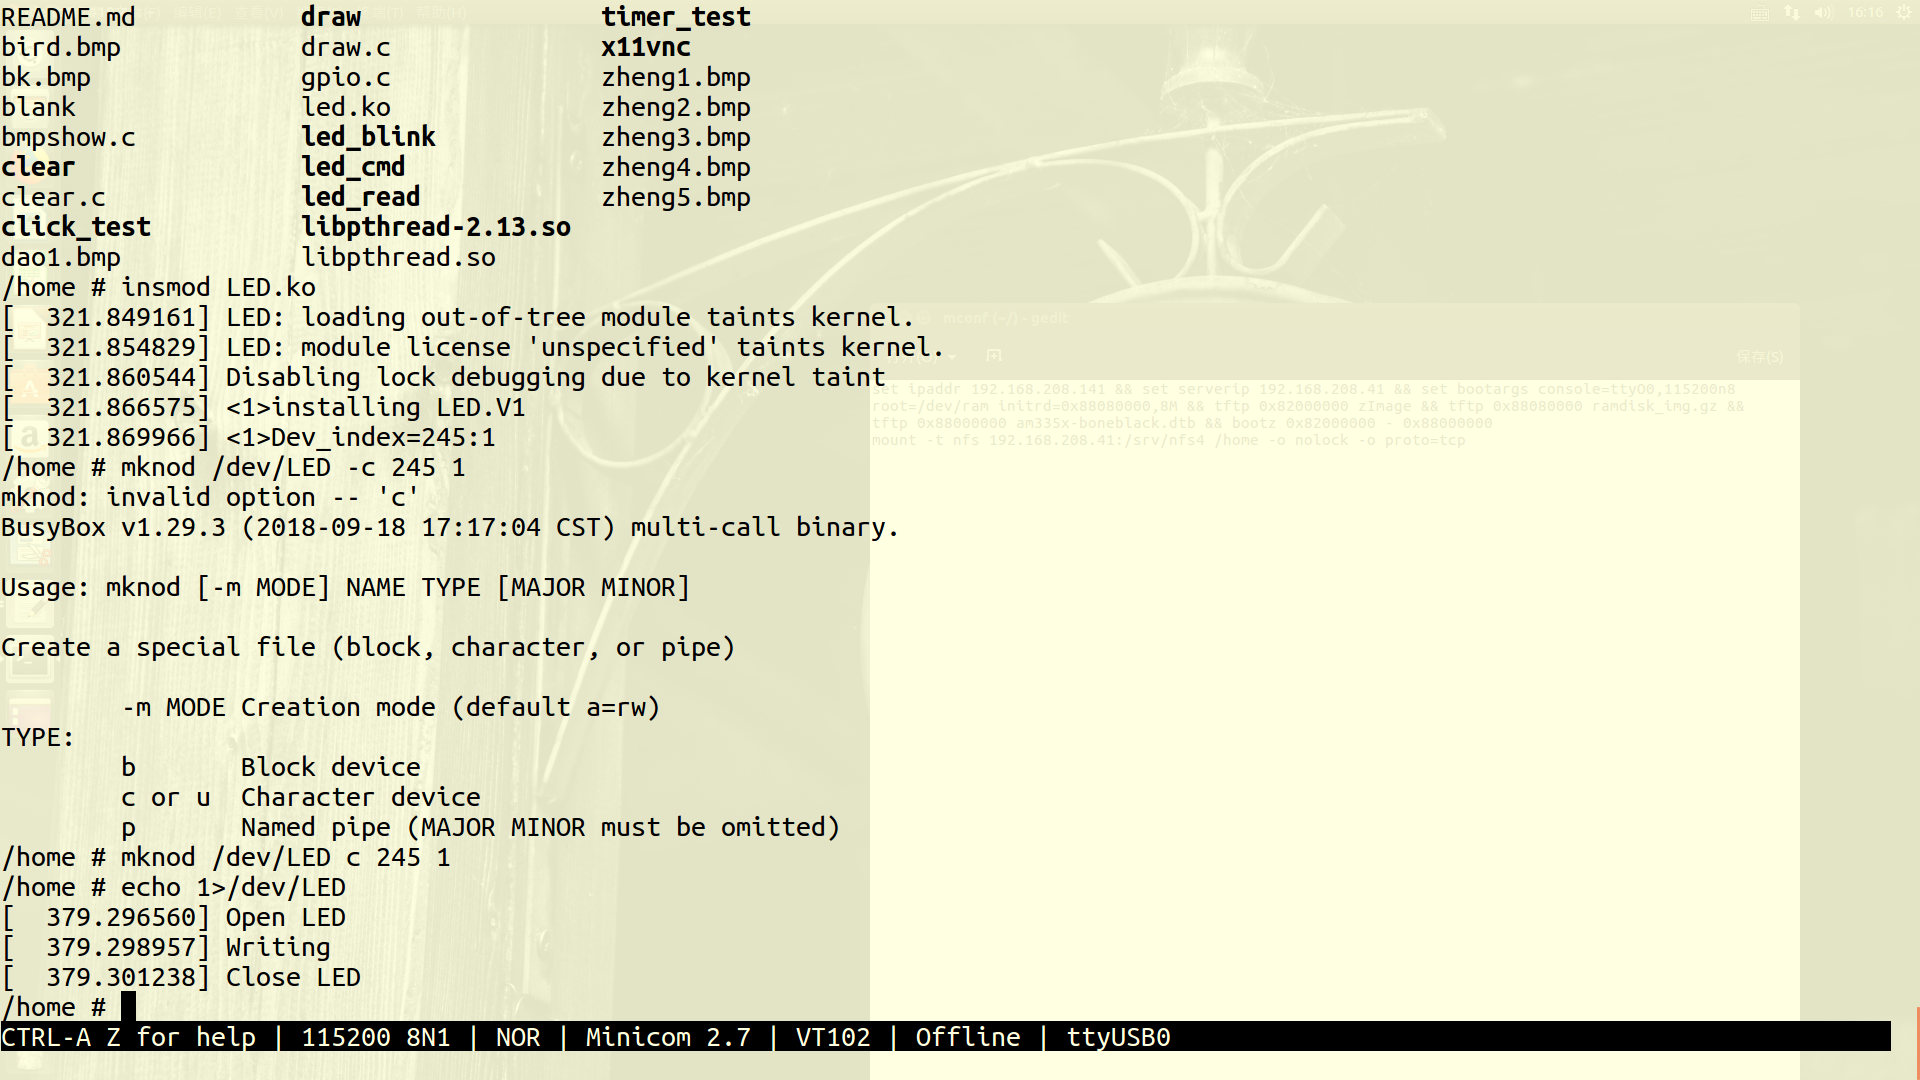 README.md draw timer_test
bird.bmp draw.c x11vnc
bk.bmp gpio.c zheng1.bmp
blank led.ko zheng2.bmp
bmpshow.c led_blink zheng3.bmp
clear led_cmd zheng4.bmp
clear.c led_read zheng5.bmp
click_test libpthread-2.13.so
dao1.bmp libpthread.so
/home # insmod LED.ko
[  321.849161] LED: loading out-of-tree module taints kernel.
[  321.854829] LED: module license 'unspecified' taints kernel.
[  321.860544] Disabling lock debugging due to kernel taint
[  321.866575] <1>installing LED.V1
[  321.869966] <1>Dev_index=245:1
/home # mknod /dev/LED -c 245 1
mknod: invalid option -- 'c'
BusyBox v1.29.3 (2018-09-18 17:17:04 CST) multi-call binary.
Usage: mknod [-m MODE] NAME TYPE [MAJOR MINOR]
Create a special file (block, character, or pipe)
-m MODE Creation mode (default a=rw)
TYPE:
b Block device
c or u Character device
p Named pipe (MAJOR MINOR must be omitted)
/home # mknod /dev/LED c 245 1
/home # echo 1>/dev/LED
[  379.296560] Open LED
[  379.298957] Writing
[  379.301238] Close LED
/home #
CTRL-A Z for help | 115200 8N1 | NOR | Minicom 2.7 | VT102 | Offline | ttyUSB0
16:16
mconf (~/) - gedit
保存(S)
set ipaddr 192.168.208.141 && set serverip 192.168.208.41 && set bootargs console=ttyO0,115200n8
root=/dev/ram initrd=0x88080000,8M && tftp 0x82000000 zImage && tftp 0x88080000 ramdisk_img.gz &&
tftp 0x88000000 am335x-boneblack.dtb && bootz 0x82000000 - 0x88000000
mount -t nfs 192.168.208.41:/srv/nfs4 /home -o nolock -o proto=tcp